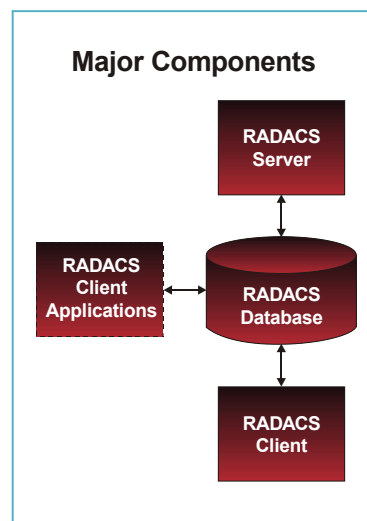 Major Components
RADACS
Server
RADACS
Client
Applications
RADACS
Database
RADACS
Client